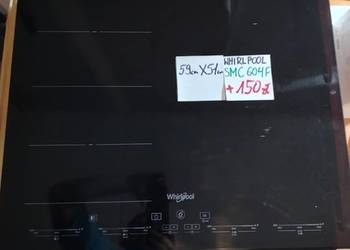 59cm X 51cm
WHIRLPOOL
SMC 604F
+150zł
Whirlpool